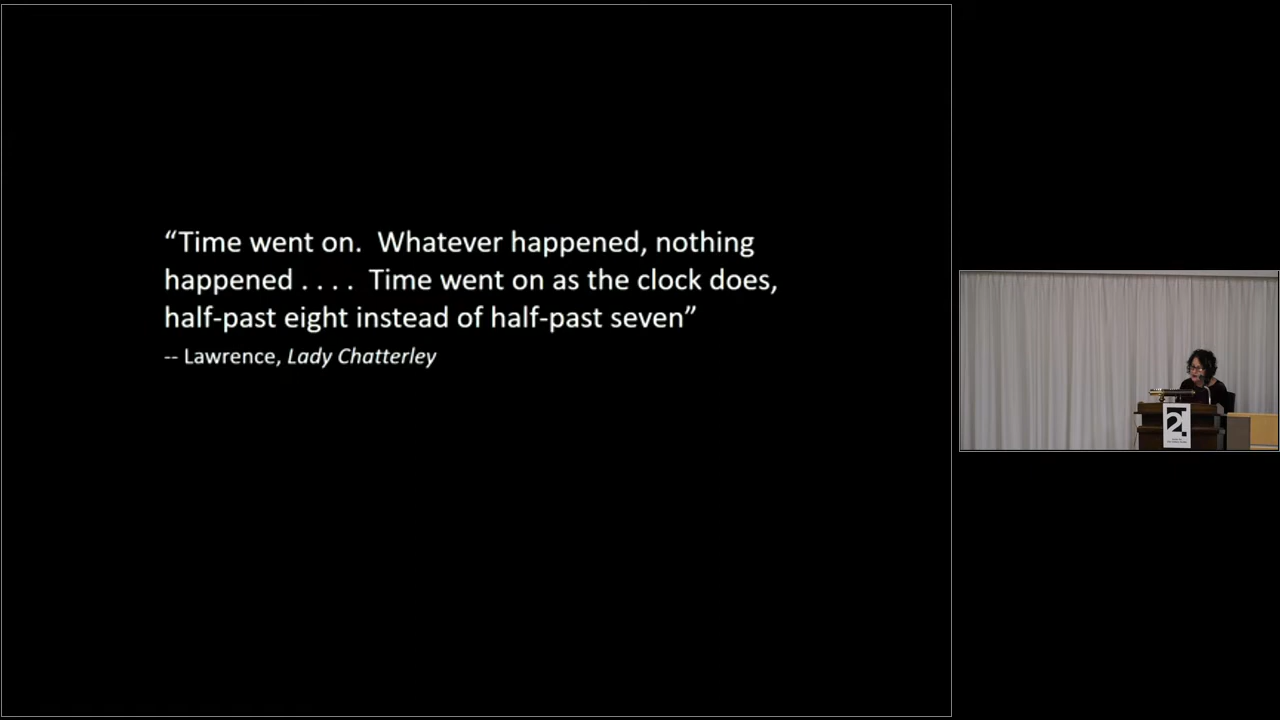 “Time went on.  Whatever happened, nothing
happened . . . .  Time went on as the clock does,
half-past eight instead of half-past seven”
-- Lawrence, Lady Chatterley
2